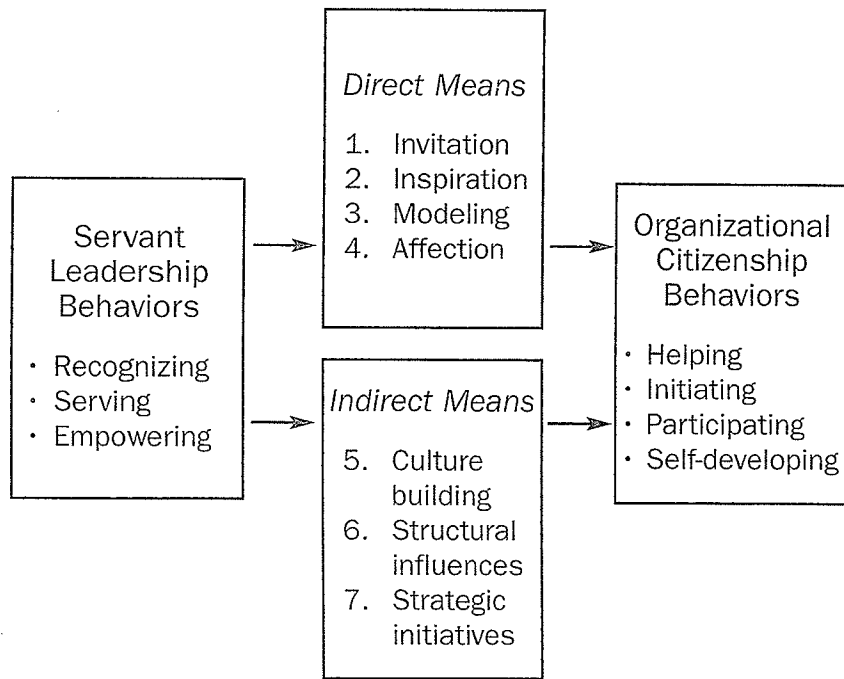 Servant
Leadership
Behaviors
· Recognizing
· Serving
· Empowering
Direct Means
1. Invitation
2. Inspiration
3. Modeling
4. Affection
Indirect Means
5. Culture
building
6. Structural
influences
7. Strategic
initiatives
Organizational
Citizenship
Behaviors
· Helping
· Initiating
· Participating
· Self-developing